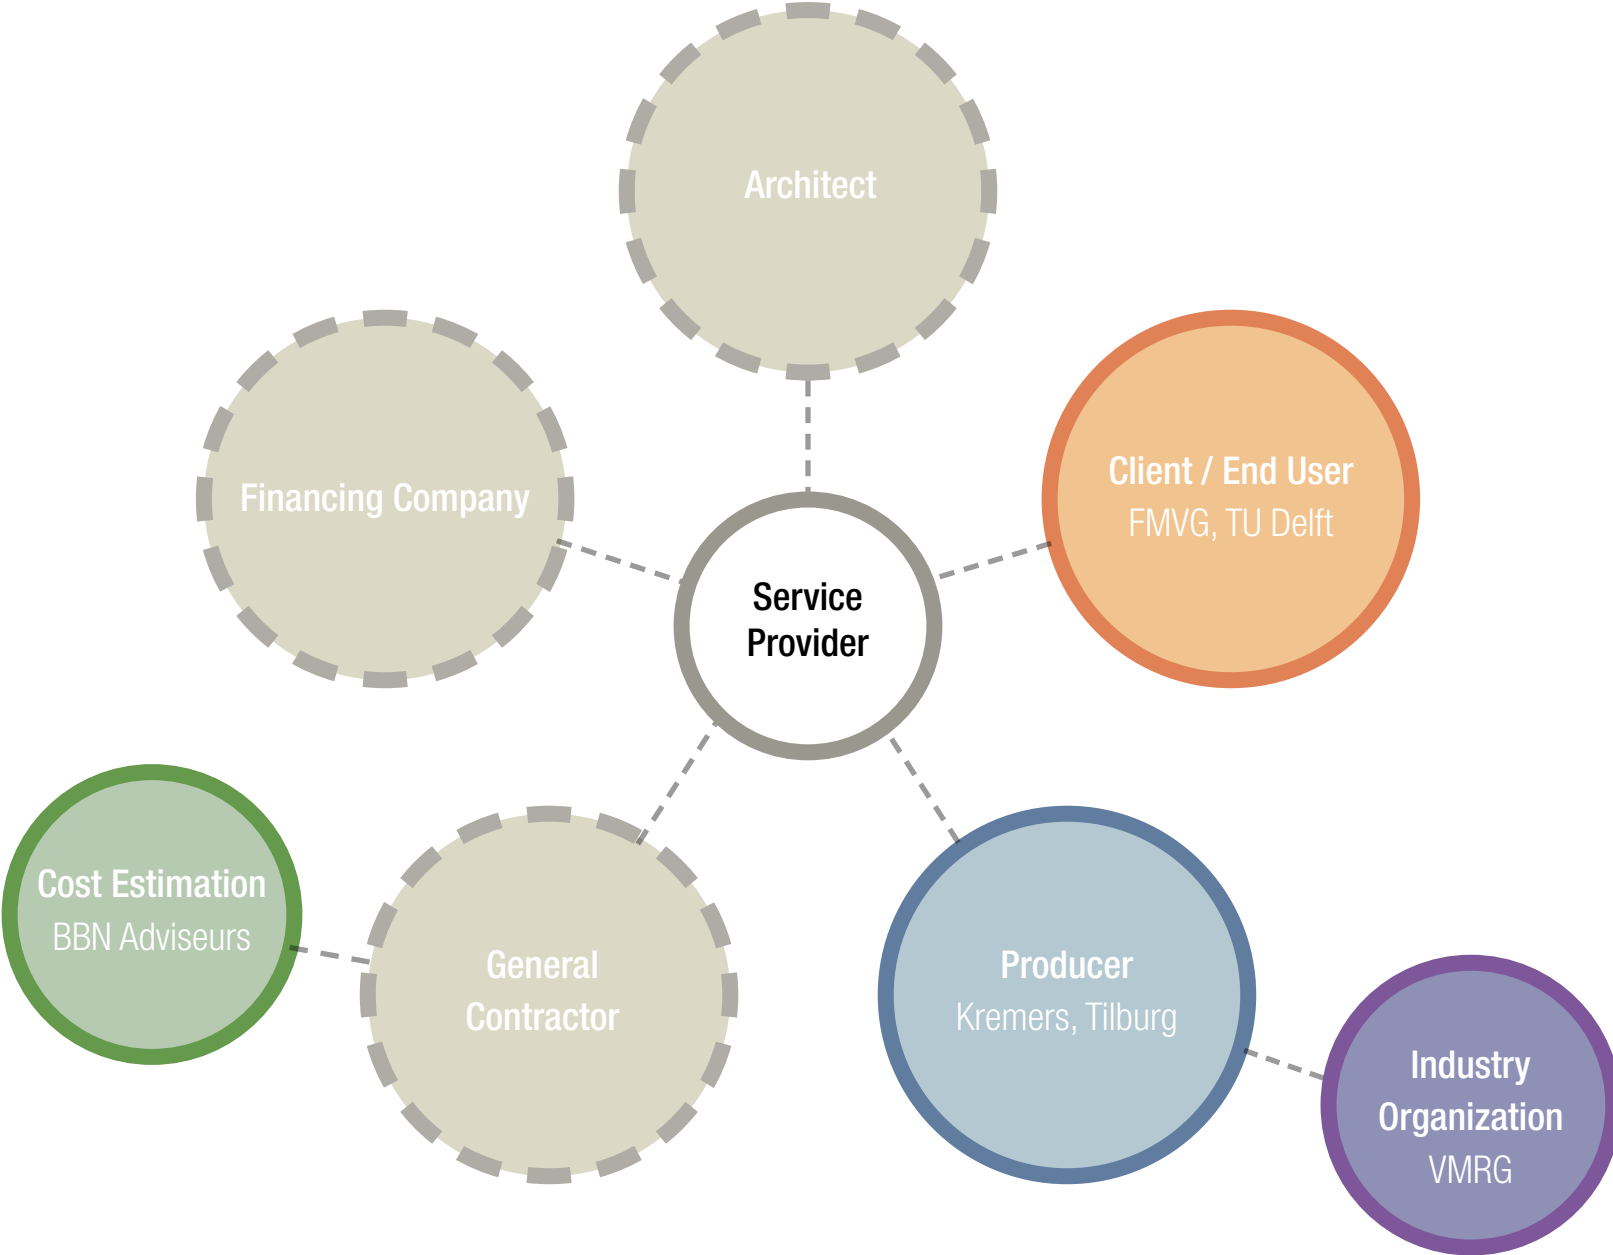 Architect
Financing Company
Client / End User
FMVG, TU Delft
Service
Provider
Cost Estimation
BBN Adviseurs
General
Contractor
Producer
Kremers, Tilburg
Industry
Organization
VMRG